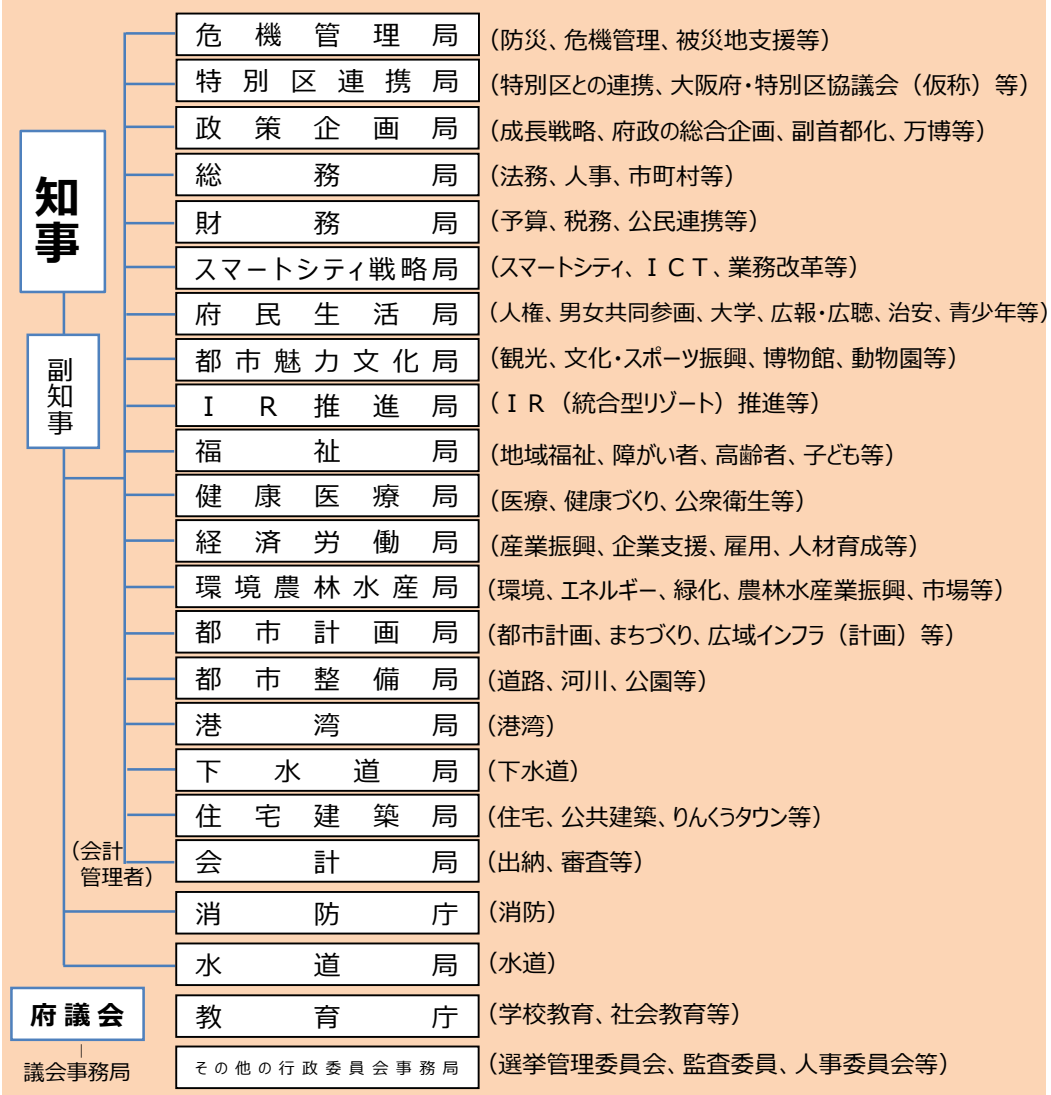 知事
副知事
危機管理局 (防災、危機管理、被災地支援等)
特別区連携局 (特別区との連携、大阪府・特別区協議会（仮称）等)
政策企画局 (成長戦略、府政の総合企画、副首都化、万博等)
総務局 (法務、人事、市町村等)
財務局 (予算、税務、公民連携等)
スマートシティ戦略局 (スマートシティ、ＩＣＴ、業務改革等)
府民生活局 (人権、男女共同参画、大学、広報・広聴、治安、青少年等)
都市魅力文化局 (観光、文化・スポーツ振興、博物館、動物園等)
ＩＲ推進局 (ＩＲ（統合型リゾート）推進等)
福祉局 (地域福祉、障がい者、高齢者、子ども等)
健康医療局 (医療、健康づくり、公衆衛生等)
経済労働局 (産業振興、企業支援、雇用、人材育成等)
環境農林水産局 (環境、エネルギー、緑化、農林水産業振興、市場等)
都市計画局 (都市計画、まちづくり、広域インフラ（計画）等)
都市整備局 (道路、河川、公園等)
港湾局 (港湾)
下水道局 (下水道)
住宅建築局 (住宅、公共建築、りんくうタウン等)
(会計
管理者)
会計局 (出納、審査等)
消防庁 (消防)
水道局 (水道)
府議会
議会事務局
教育庁 (学校教育、社会教育等)
その他の行政委員会事務局 (選挙管理委員会、監査委員、人事委員会等)